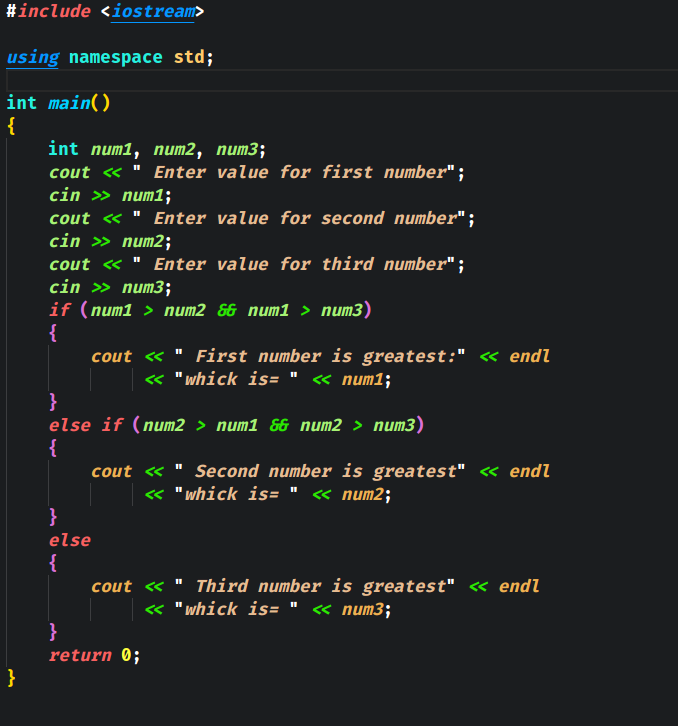 #include <iostream>
using namespace std;
int main()
{
    int num1, num2, num3;
    cout << " Enter value for first number";
    cin >> num1;
    cout << " Enter value for second number";
    cin >> num2;
    cout << " Enter value for third number";
    cin >> num3;
    if (num1 > num2 && num1 > num3)
    {
        cout << " First number is greatest:" << endl
             << "whick is= " << num1;
    }
    else if (num2 > num1 && num2 > num3)
    {
        cout << " Second number is greatest" << endl
             << "whick is= " << num2;
    }
    else
    {
        cout << " Third number is greatest" << endl
             << "whick is= " << num3;
    }
    return 0;
}